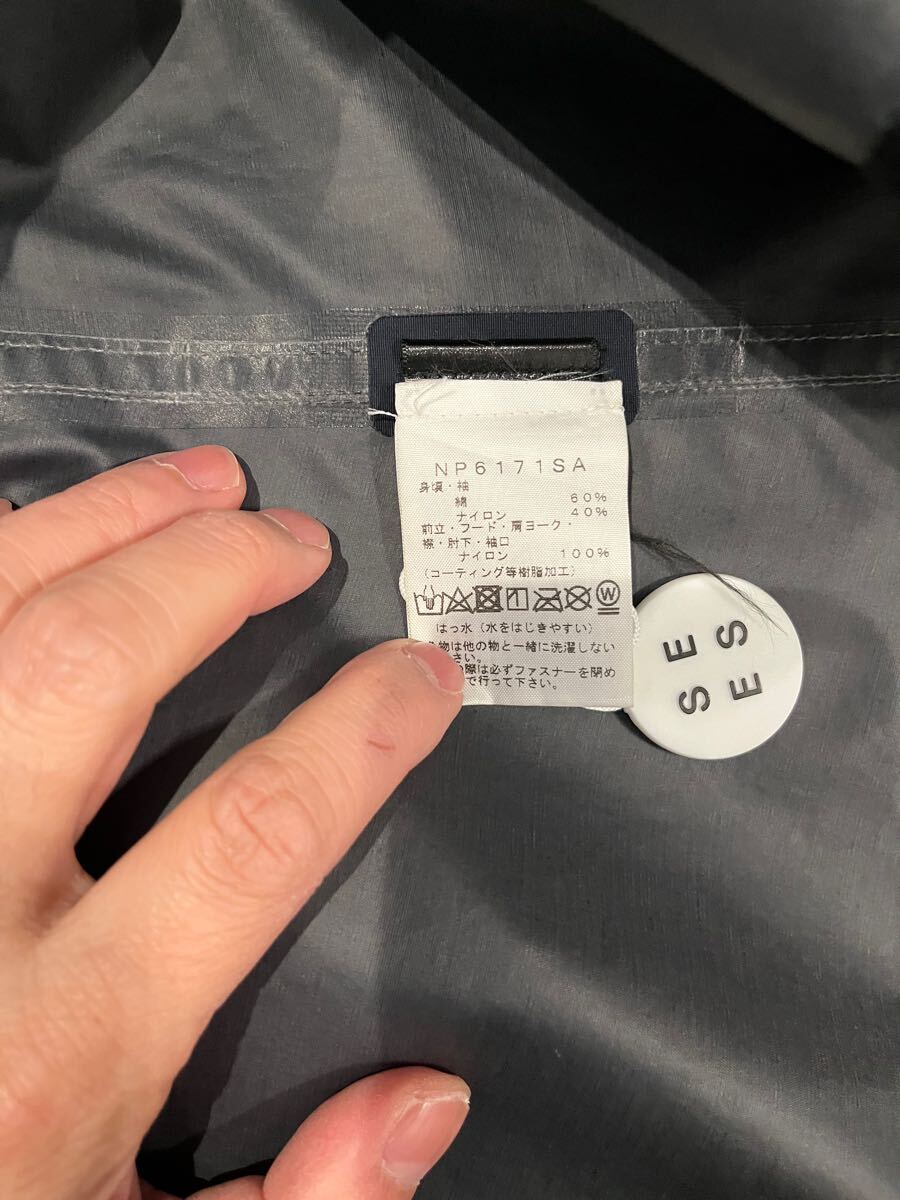 NP6171SA
身頃・袖
綿 60%
ナイロン 40%
前立・フード・肩ヨーク・
襟・肘下・袖口
ナイロン 100%
(コーティング等樹脂加工)
W
はっ水(水をはじきやすい)
物は他の物と一緒に洗濯しない
さい。
際は必ずファスナーを閉め
で行って下さい。
SE
ES